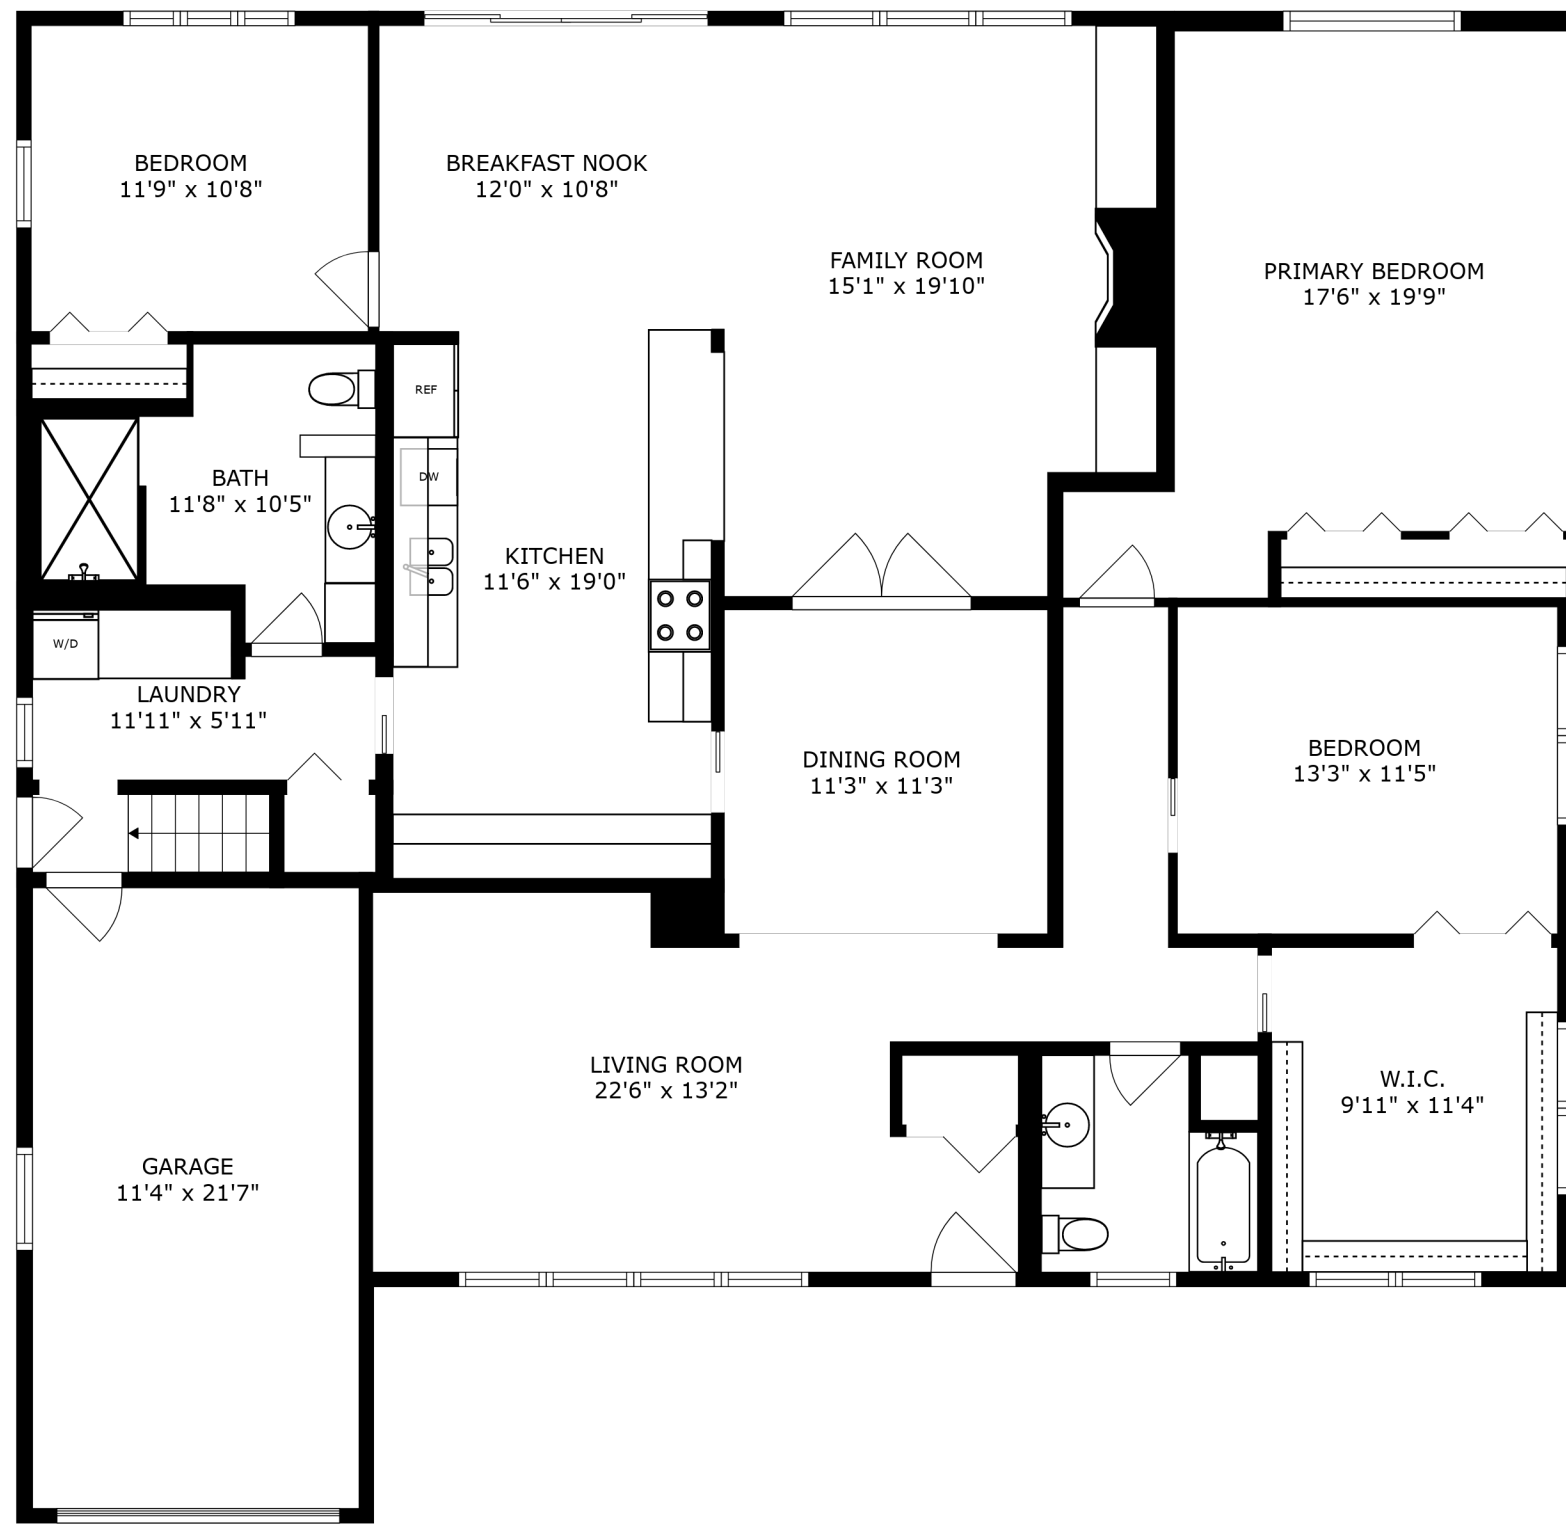 BEDROOM
11'9" x 10'8"
BREAKFAST NOOK
12'0" x 10'8"
FAMILY ROOM
15'1" x 19'10"
PRIMARY BEDROOM
17'6" x 19'9"
REF
BATH
11'8" x 10'5"
DW
KITCHEN
11'6" x 19'0"
W/D
LAUNDRY
11'11" x 5'11"
DINING ROOM
11'3" x 11'3"
BEDROOM
13'3" x 11'5"
LIVING ROOM
22'6" x 13'2"
W.I.C.
9'11" x 11'4"
GARAGE
11'4" x 21'7"